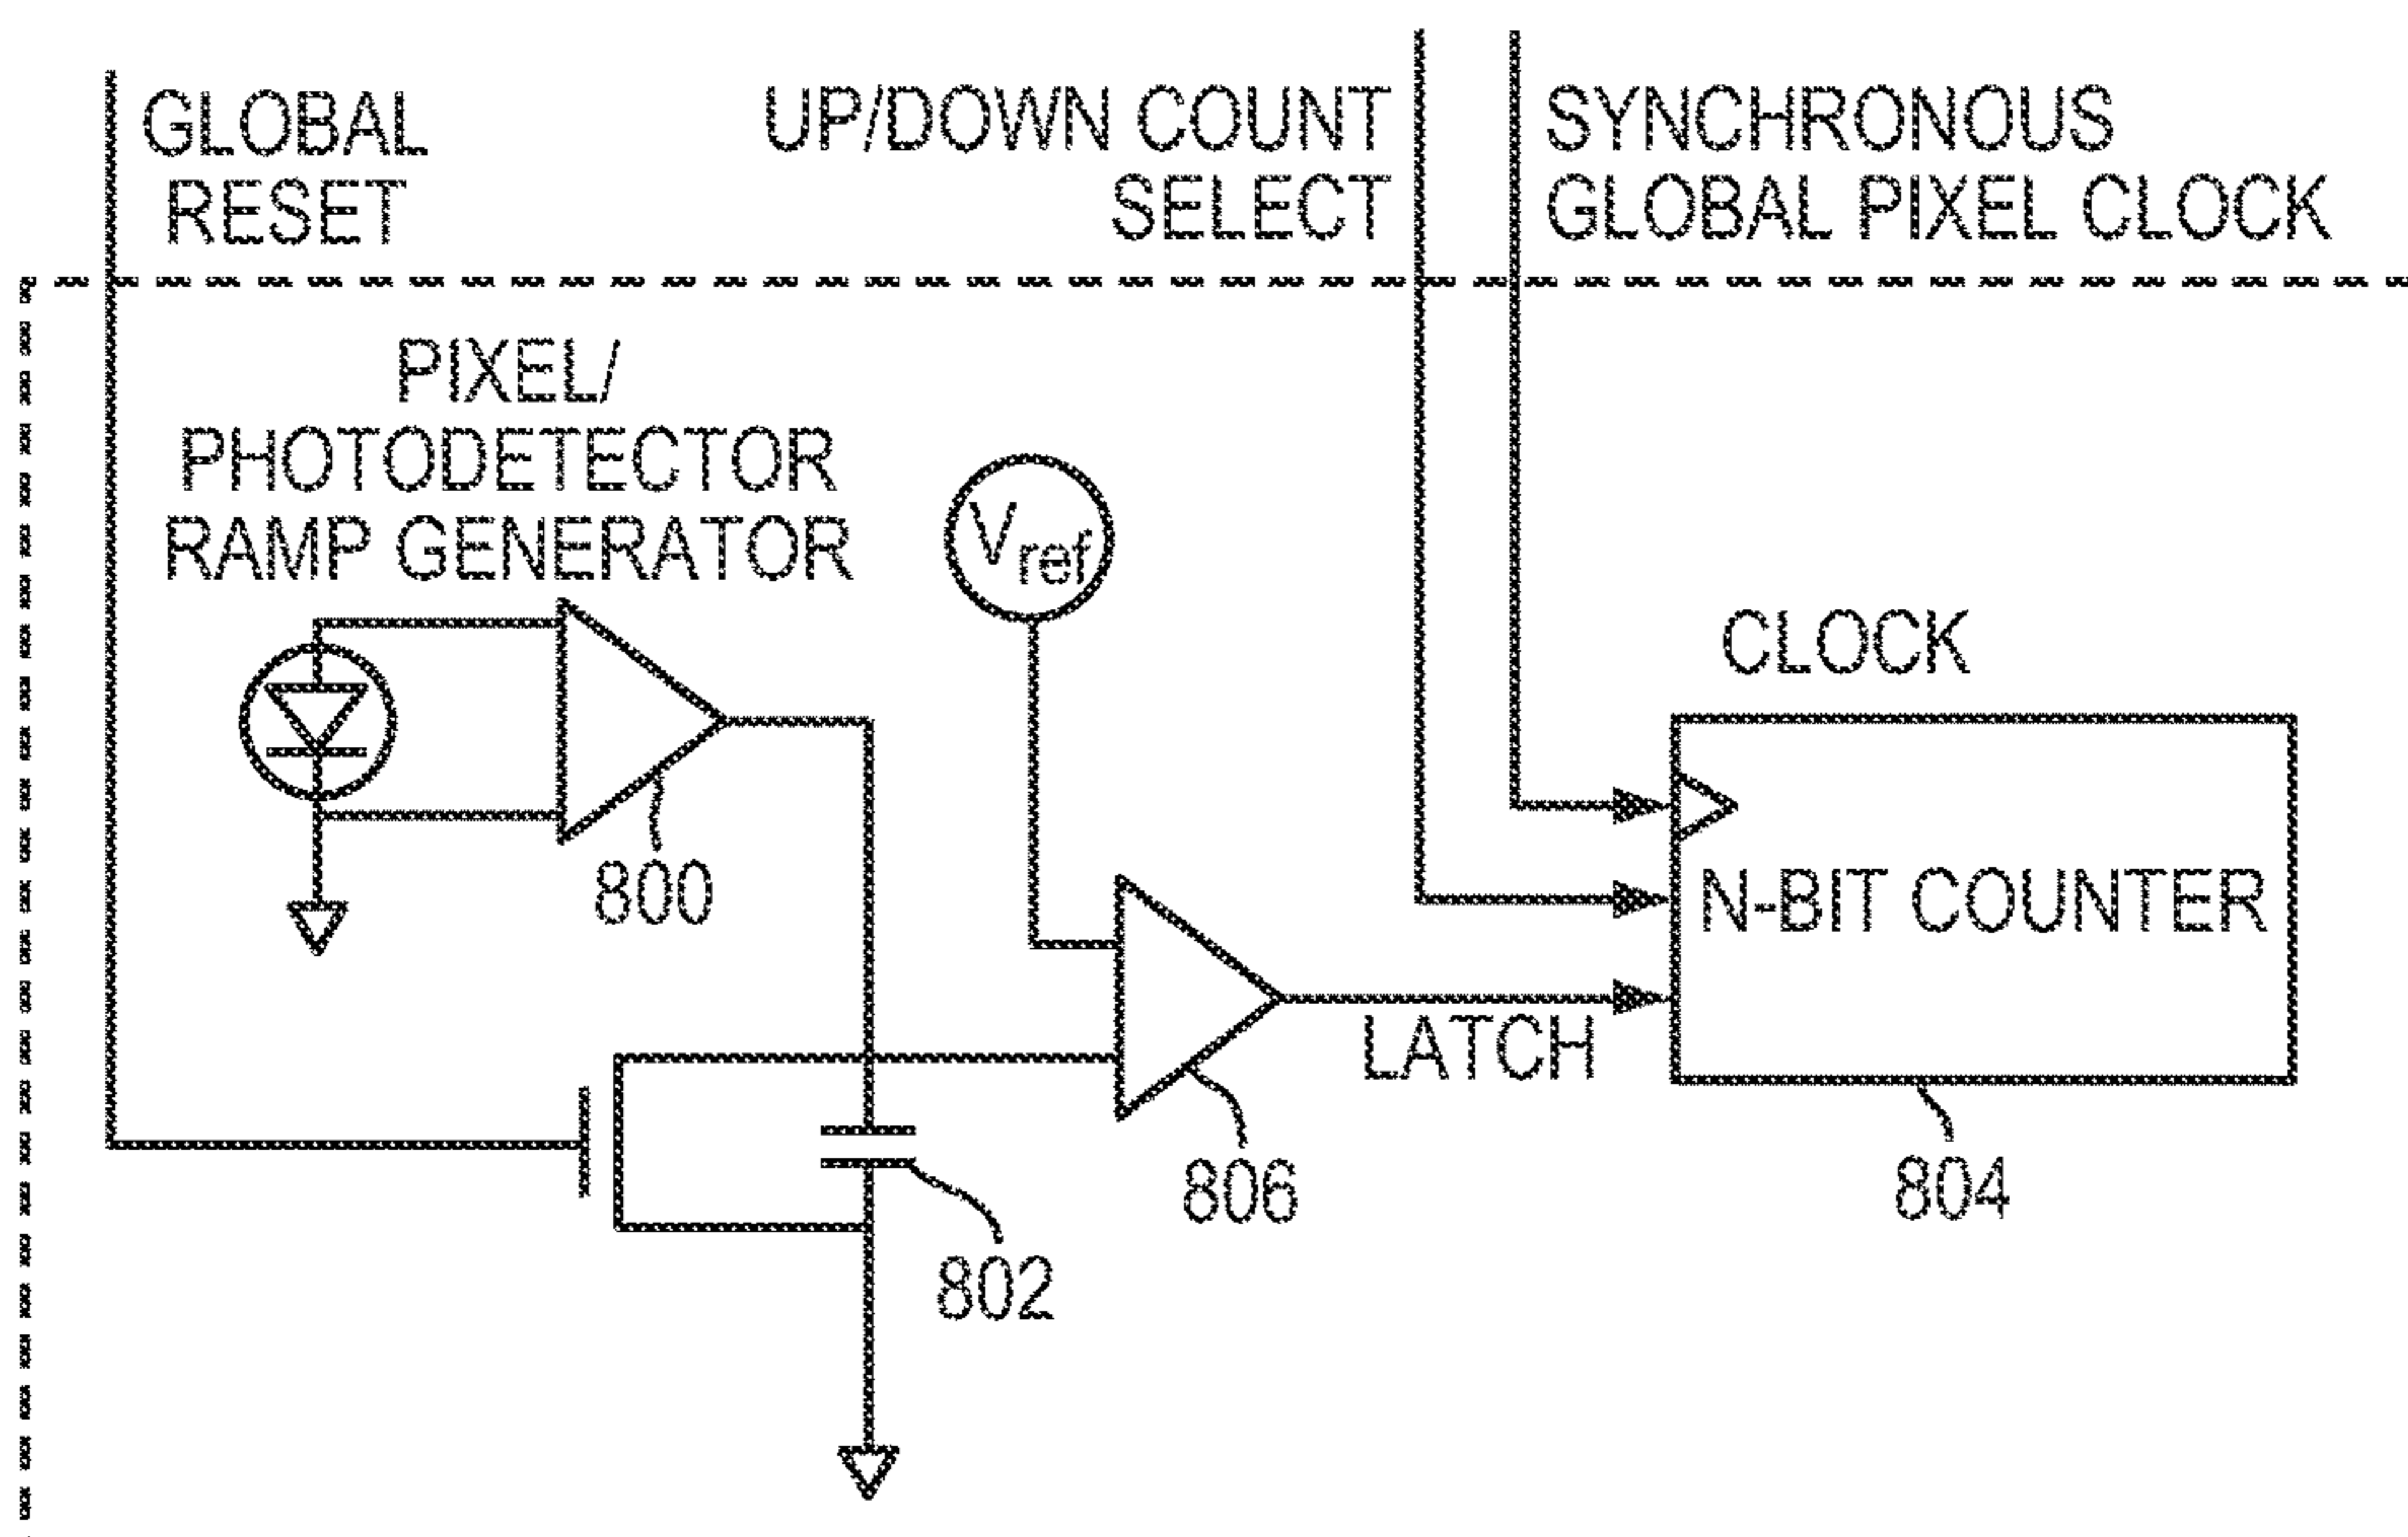 GLOBAL
RESET
UP/DOWN COUNT
SELECT
SYNCHRONOUS
GLOBAL PIXEL CLOCK
PIXEL/
PHOTODETECTOR
RAMP GENERATOR
Vref
CLOCK
800
N-BIT COUNTER
LATCH
806
804
802